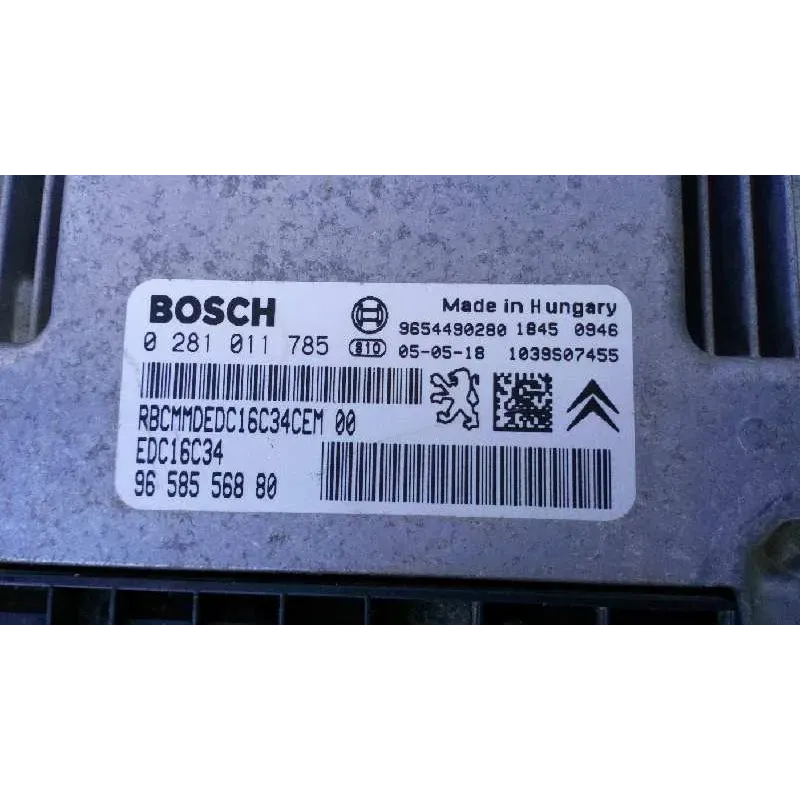 BOSCH
Made in Hungary
9654490280 1845 0946
0 281 011 785 810 05-05-18 1039S07455
RBCMMDEDC16C34CEM 00
EDC16C34
96 585 568 80